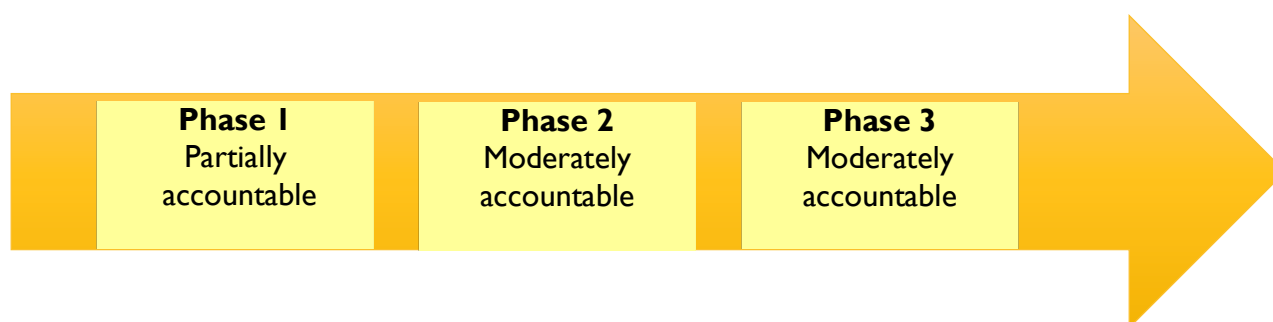 Phase 1
Partially
accountable
Phase 2
Moderately
accountable
Phase 3
Moderately
accountable